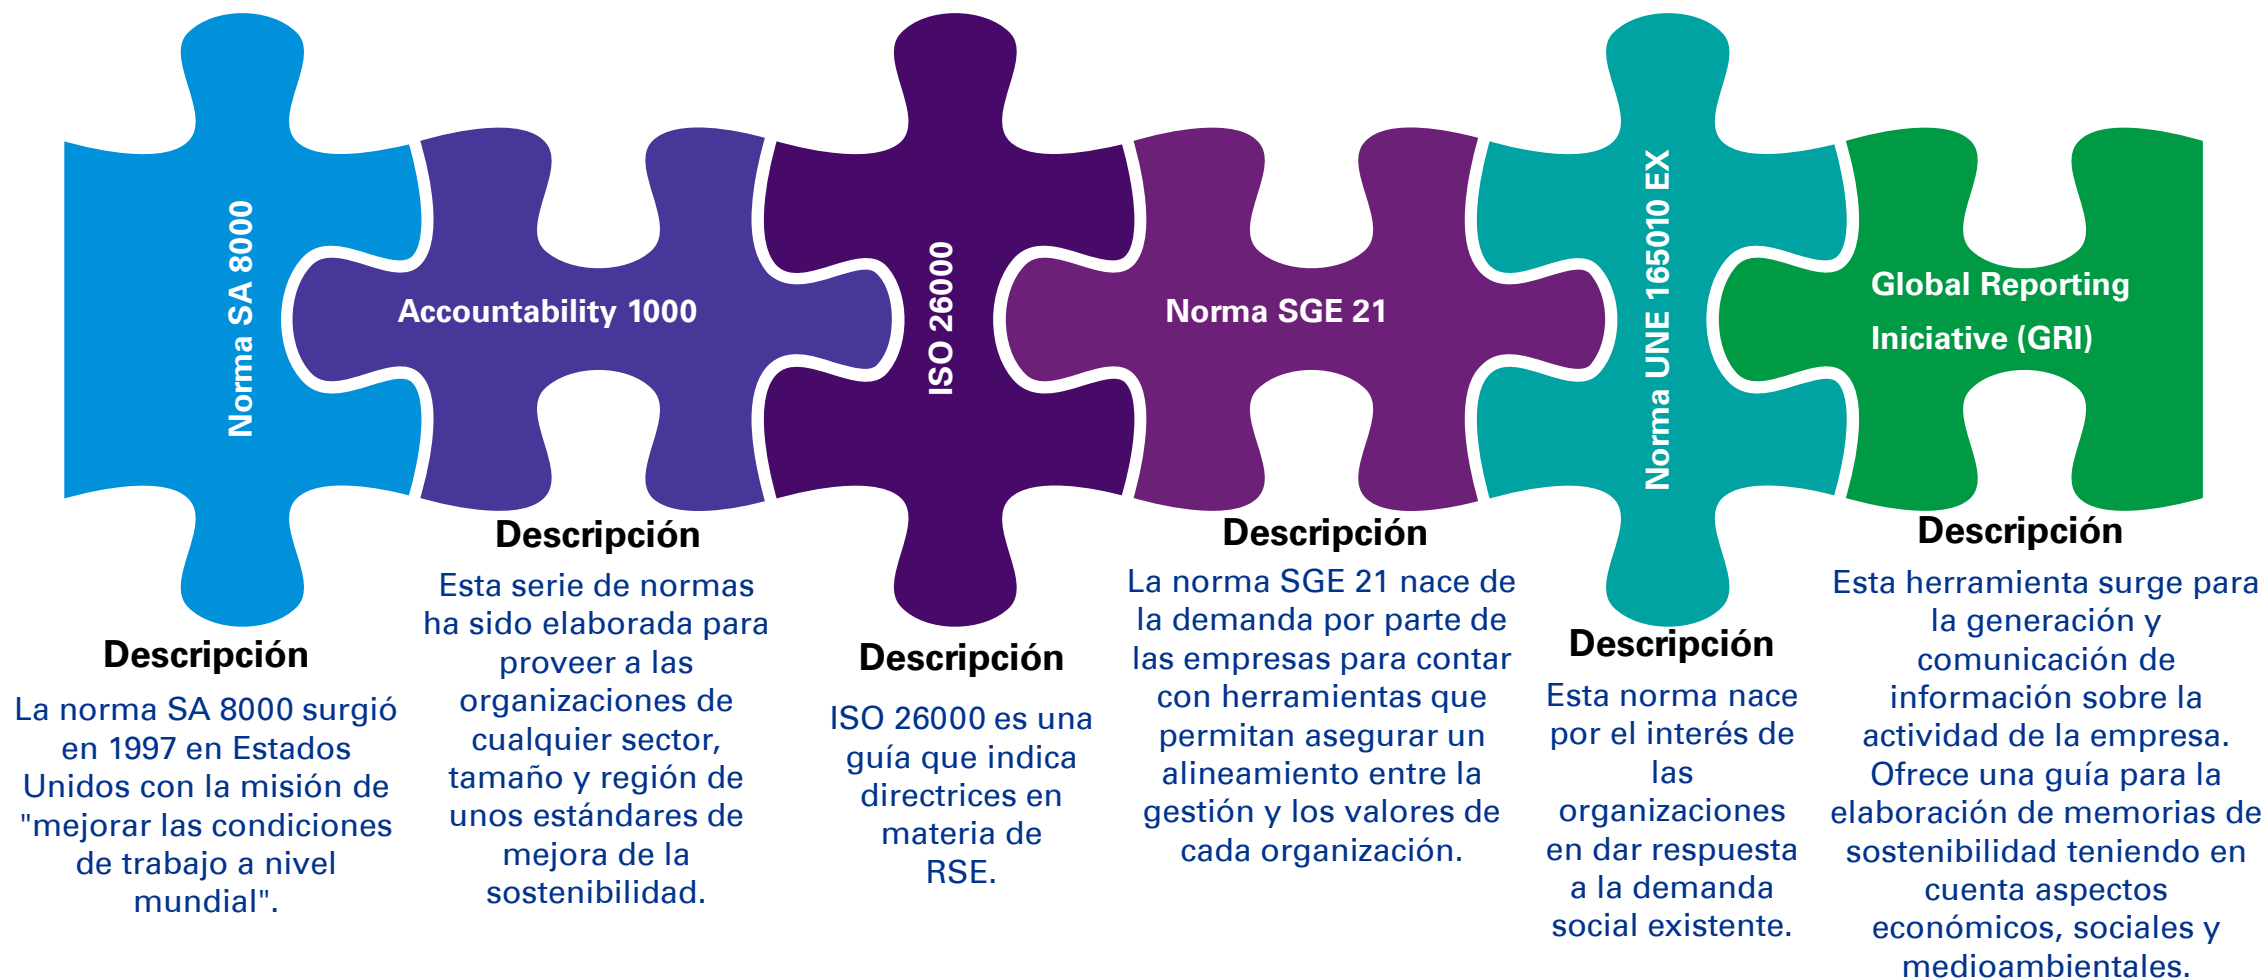 Norma SA 8000
Accountability 1000
ISO 26000
Norma SGE 21
Norma UNE 165010 EX
Global Reporting
Iniciative (GRI)
Descripción
La norma SA 8000 surgió
en 1997 en Estados
Unidos con la misión de
"mejorar las condiciones
de trabajo a nivel
mundial".
Descripción
Esta serie de normas
ha sido elaborada para
proveer a las
organizaciones de
cualquier sector,
tamaño y región de
unos estándares de
mejora de la
sostenibilidad.
Descripción
ISO 26000 es una
guía que indica
directrices en
materia de
RSE.
Descripción
La norma SGE 21 nace de
la demanda por parte de
las empresas para contar
con herramientas que
permitan asegurar un
alineamiento entre la
gestión y los valores de
cada organización.
Descripción
Esta norma nace
por el interés de
las
organizaciones
en dar respuesta
a la demanda
social existente.
Descripción
Esta herramienta surge para
la generación y
comunicación de
información sobre la
actividad de la empresa.
Ofrece una guía para la
elaboración de memorias de
sostenibilidad teniendo en
cuenta aspectos
económicos, sociales y
medioambientales.